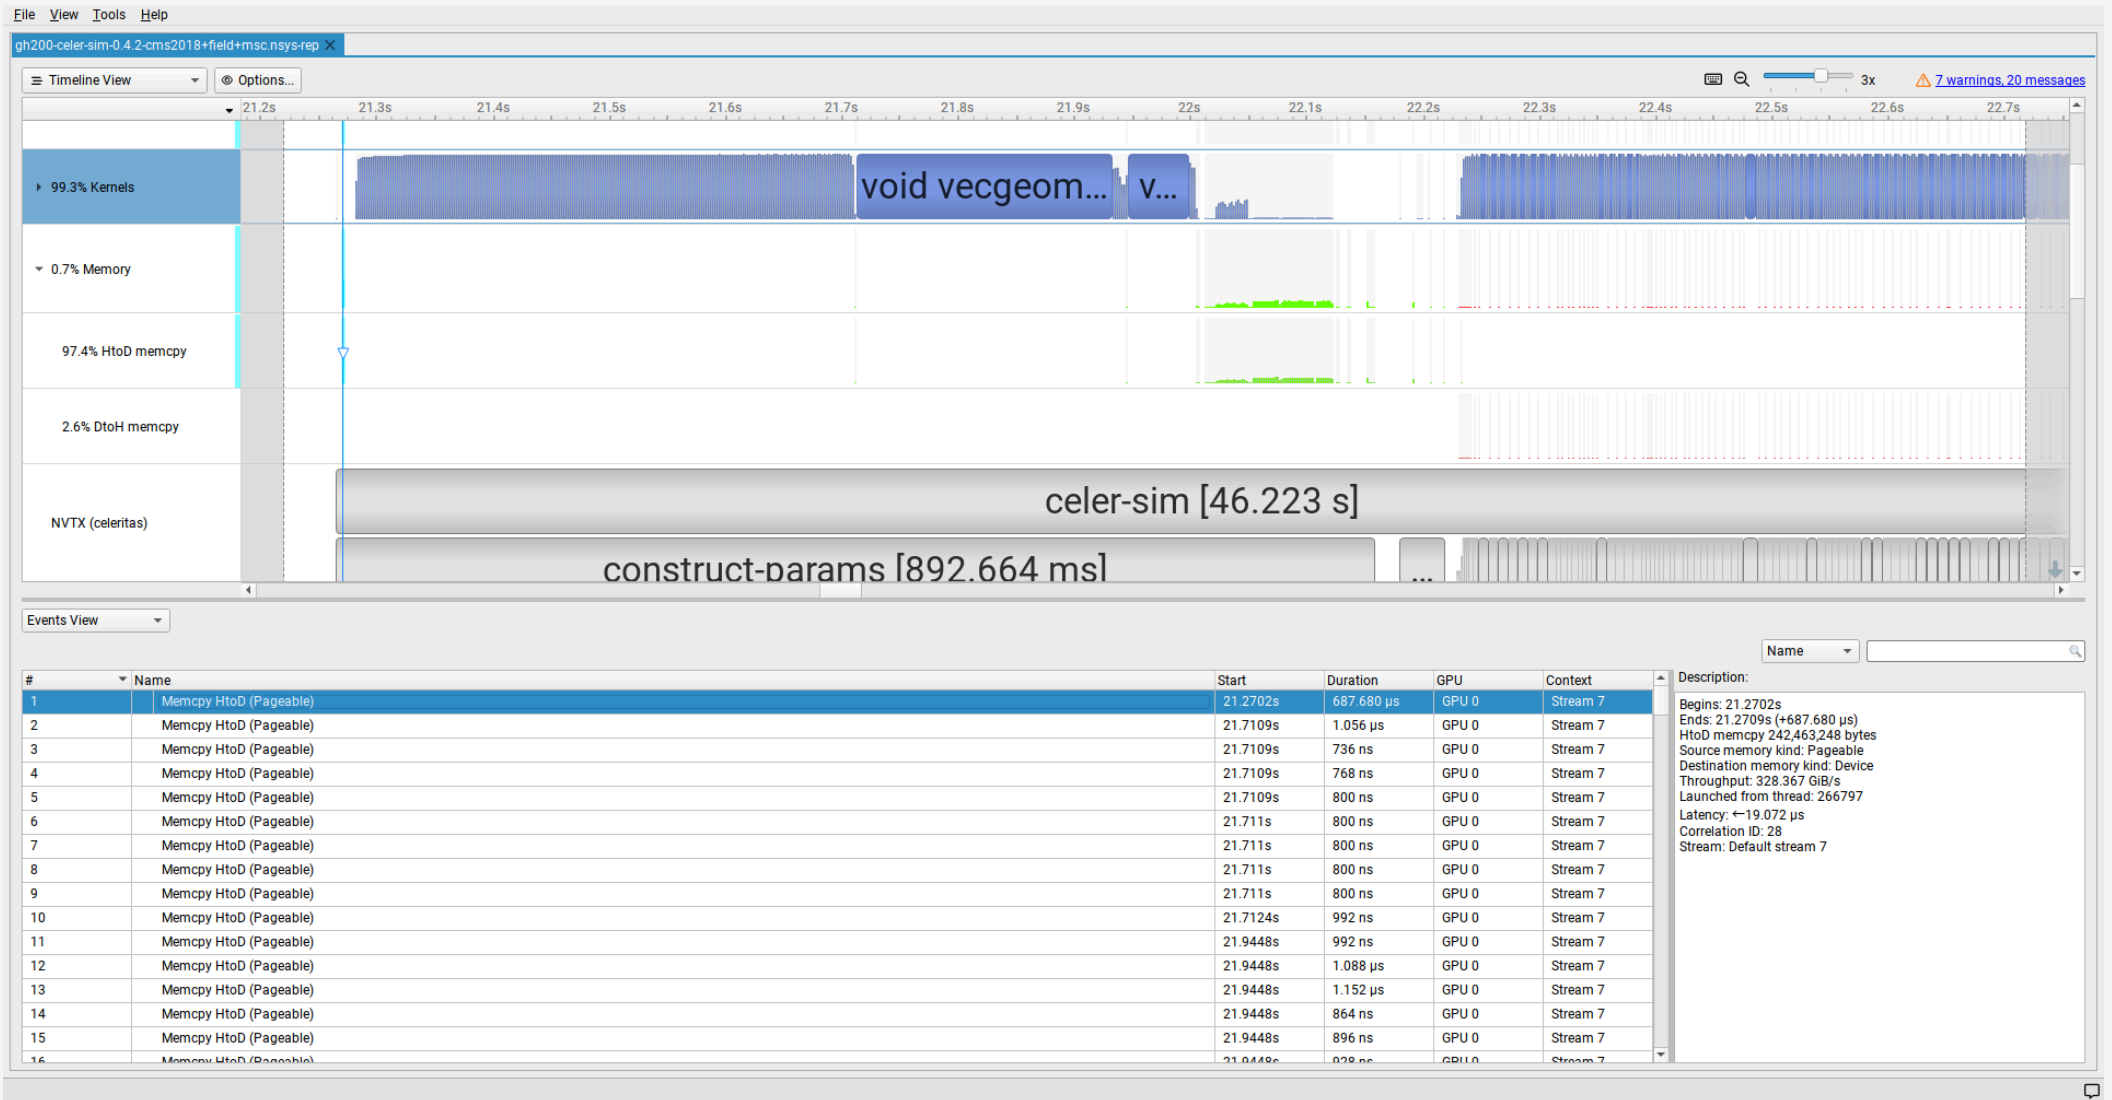 File View Tools Help
gh200-celer-sim-0.4.2-cms2018+field+msc.nsys-rep
Timeline View Options... 3x 7 warnings, 20 messages
21.2s 21.3s 21.4s 21.5s 21.6s 21.7s 21.8s 21.9s 22s 22.1s 22.2s 22.3s 22.4s 22.5s 22.6s 22.7s
99.3% Kernels void vecgeom... v...
0.7% Memory
97.4% HtoD memcpy
2.6% DtoH memcpy
NVTX (celeritas)
celer-sim [46.223 s]
construct-params [892.664 ms] ...
Events View
Name
# Name Start Duration GPU Context
1 Memcpy HtoD (Pageable) 21.2702s 687.680 μs GPU 0 Stream 7
2 Memcpy HtoD (Pageable) 21.7109s 1.056 μs GPU 0 Stream 7
3 Memcpy HtoD (Pageable) 21.7109s 736 ns GPU 0 Stream 7
4 Memcpy HtoD (Pageable) 21.7109s 768 ns GPU 0 Stream 7
5 Memcpy HtoD (Pageable) 21.7109s 800 ns GPU 0 Stream 7
6 Memcpy HtoD (Pageable) 21.711s 800 ns GPU 0 Stream 7
7 Memcpy HtoD (Pageable) 21.711s 800 ns GPU 0 Stream 7
8 Memcpy HtoD (Pageable) 21.711s 800 ns GPU 0 Stream 7
9 Memcpy HtoD (Pageable) 21.711s 800 ns GPU 0 Stream 7
10 Memcpy HtoD (Pageable) 21.7124s 992 ns GPU 0 Stream 7
11 Memcpy HtoD (Pageable) 21.9448s 992 ns GPU 0 Stream 7
12 Memcpy HtoD (Pageable) 21.9448s 1.088 μs GPU 0 Stream 7
13 Memcpy HtoD (Pageable) 21.9448s 1.152 μs GPU 0 Stream 7
14 Memcpy HtoD (Pageable) 21.9448s 864 ns GPU 0 Stream 7
15 Memcpy HtoD (Pageable) 21.9448s 896 ns GPU 0 Stream 7
16 Memcpy HtoD (Pageable) 21.9448s 928 ns GPU 0 Stream 7
Description:
Begins: 21.2702s
Ends: 21.2709s (+687.680 μs)
HtoD memcpy 242,463,248 bytes
Source memory kind: Pageable
Destination memory kind: Device
Throughput: 328.367 GiB/s
Launched from thread: 266797
Latency: ←19.072 μs
Correlation ID: 28
Stream: Default stream 7